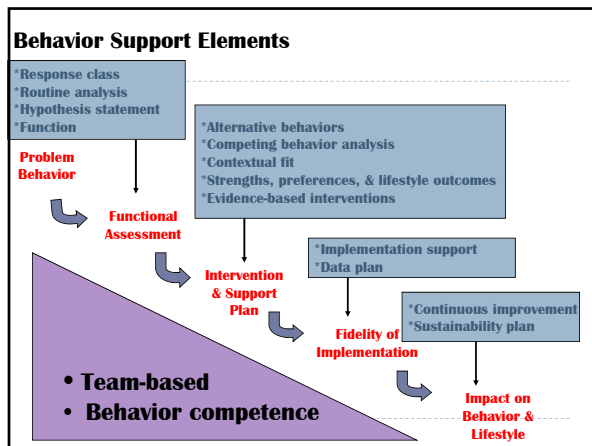 Behavior Support Elements
*Response class
*Routine analysis
*Hypothesis statement
*Function
Problem
Behavior
*Alternative behaviors
*Competing behavior analysis
*Contextual fit
*Strengths, preferences, & lifestyle outcomes
*Evidence-based interventions
Functional
Assessment
*Implementation support
*Data plan
Intervention
& Support
Plan
*Continuous improvement
*Sustainability plan
Fidelity of
Implementation
• Team-based
• Behavior competence
Impact on
Behavior &
Lifestyle